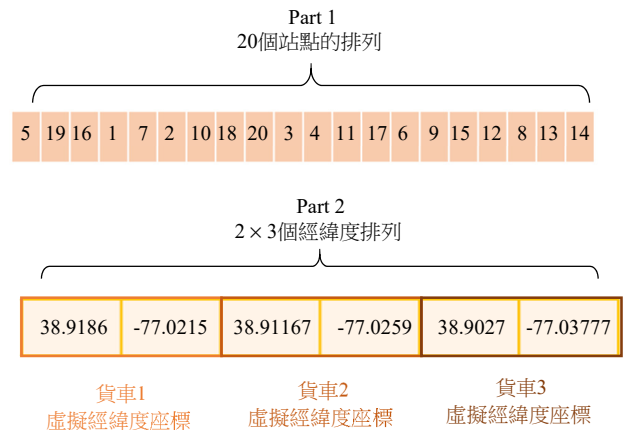 Part 1
20個站點的排列
5 19 16 1 7 2 10 18 20 3 4 11 17 6 9 15 12 8 13 14
Part 2
2 × 3個經緯度排列
38.9186 -77.0215 38.91167 -77.0259 38.9027 -77.03777
貨車1 貨車2 貨車3
虛擬經緯度座標 虛擬經緯度座標 虛擬經緯度座標